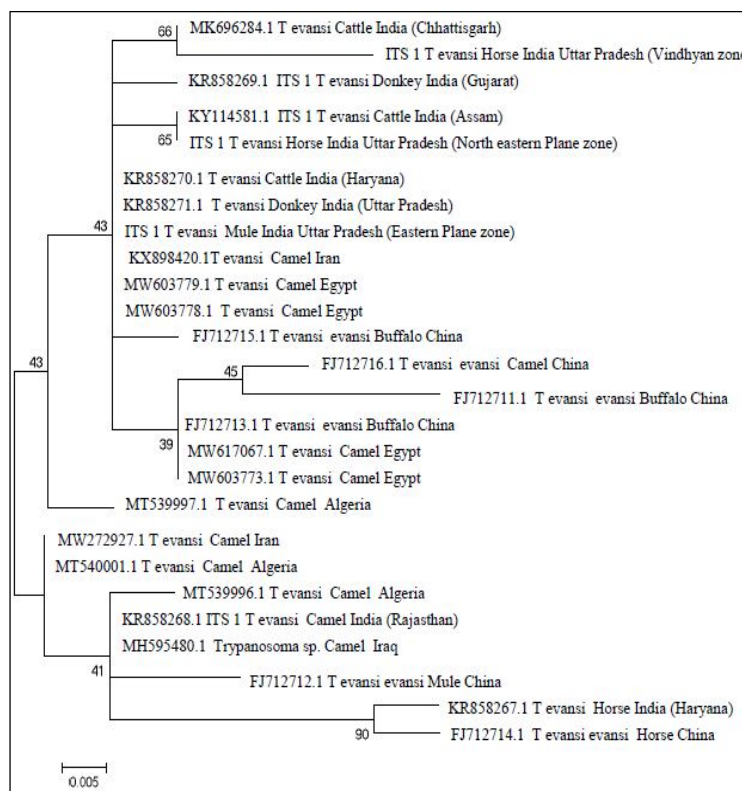 66
MK696284.1 T evansi Cattle India (Chhattisgarh)
ITS 1 T evansi Horse India Uttar Pradesh (Vindhyan zone
KR858269.1 ITS 1 T evansi Donkey India (Gujarat)
KY114581.1 ITS 1 T evansi Cattle India (Assam)
65
ITS 1 T evansi Horse India Uttar Pradesh (North eastern Plane zone)
KR858270.1 T evansi Cattle India (Haryana)
KR858271.1 T evansi Donkey India (Uttar Pradesh)
43
ITS 1 T evansi Mule India Uttar Pradesh (Eastern Plane zone)
KX898420.1T evansi Camel Iran
MW603779.1 T evansi Camel Egypt
MW603778.1 T evansi Camel Egypt
FJ712715.1 T evansi evansi Buffalo China
43
FJ712716.1 T evansi evansi Camel China
45
FJ712711.1 T evansi evansi Buffalo China
FJ712713.1 T evansi evansi Buffalo China
39
MW617067.1 T evansi Camel Egypt
MW603773.1 T evansi Camel Egypt
MT539997.1 T evansi Camel Algeria
MW272927.1 T evansi Camel Iran
MT540001.1 T evansi Camel Algeria
MT539996.1 T evansi Camel Algeria
KR858268.1 ITS 1 T evansi Camel India (Rajasthan)
MH595480.1 Trypanosoma sp. Camel Iraq
41
FJ712712.1 T evansi evansi Mule China
KR858267.1 T evansi Horse India (Haryana)
90
FJ712714.1 T evansi evansi Horse China
0.005